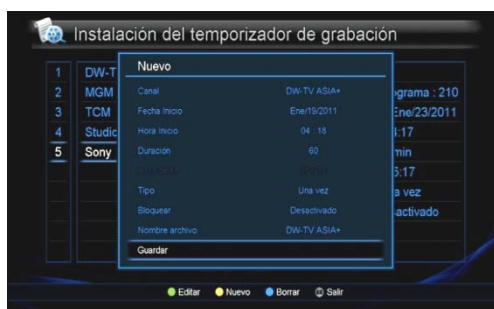 Instalación del temporizador de grabación
Nuevo
1 DW-T
2 MGM ograma : 210
3 TCM Ene/23/2011
4 Studic :17
5 Sony min
5:17
a vez
activado
Canal DW-TV ASIA+
Fecha Inicio Ene/19/2011
Hora Inicio 04 : 18
Duración 60
Tipo Una vez
Bloquear Desactivado
Nombre archivo DW-TV ASIA+
Guardar
Editar Nuevo Borrar Salir